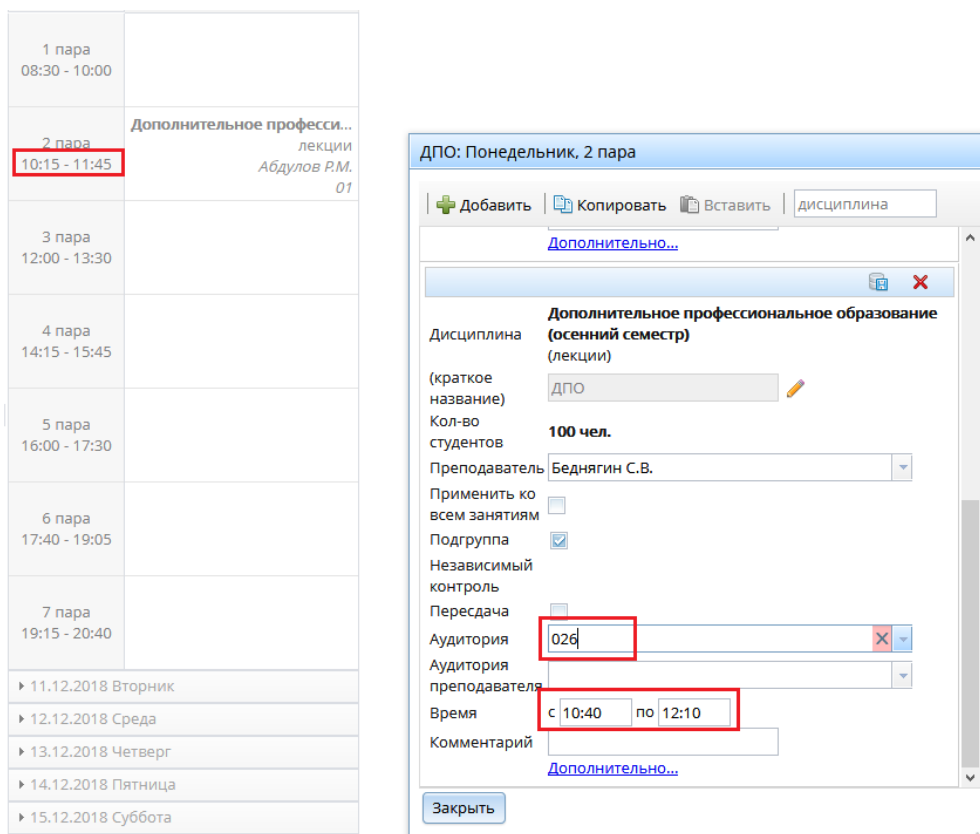 1 пара
08:30 - 10:00
2 пара
10:15 - 11:45
Дополнительное професси...
лекции
Абдулов Р.М.
01
3 пара
12:00 - 13:30
4 пара
14:15 - 15:45
5 пара
16:00 - 17:30
6 пара
17:40 - 19:05
7 пара
19:15 - 20:40
11.12.2018 Вторник
12.12.2018 Среда
13.12.2018 Четверг
14.12.2018 Пятница
15.12.2018 Суббота
ДПО: Понедельник, 2 пара
Добавить Копировать Вставить дисциплина
Дополнительно...
Дисциплина
Дополнительное профессиональное образование
(осенний семестр)
(лекции)
(краткое
название)
ДПО
Кол-во
студентов
100 чел.
Преподаватель Беднягин С.В.
Применить ко
всем занятиям
Подгруппа
Независимый
контроль
Пересдача
Аудитория 026
Аудитория
преподавателя
Время с 10:40 по 12:10
Комментарий
Дополнительно...
Закрыть